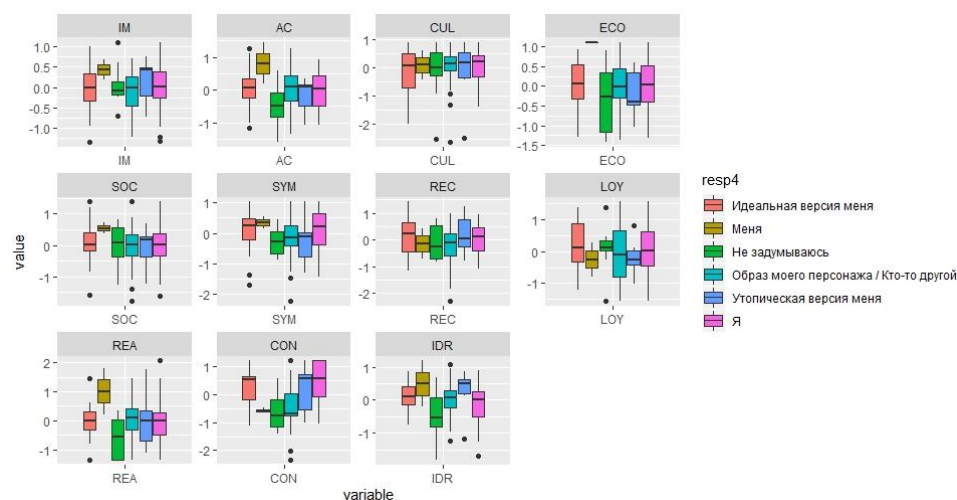 IM AC CUL ECO
1.0 0.5 0.0 -0.5 -1.0
1 0 -1
0 -1 -2
1.0 0.5 0.0 -0.5 -1.0 -1.5
IM AC CUL ECO
SOC SYM REC LOY
1 0 -1
1 0 -1 -2
1 0 -1 -2
1 0 -1
SOC SYM REC LOY
REA CON IDR
2 1 0 -1
1 0 -1 -2
1 0 -1
REA CON IDR
value
variable
resp4
Идеальная версия меня
Меня
Не задумываюсь
Образ моего персонажа / Кто-то другой
Утопическая версия меня
Я